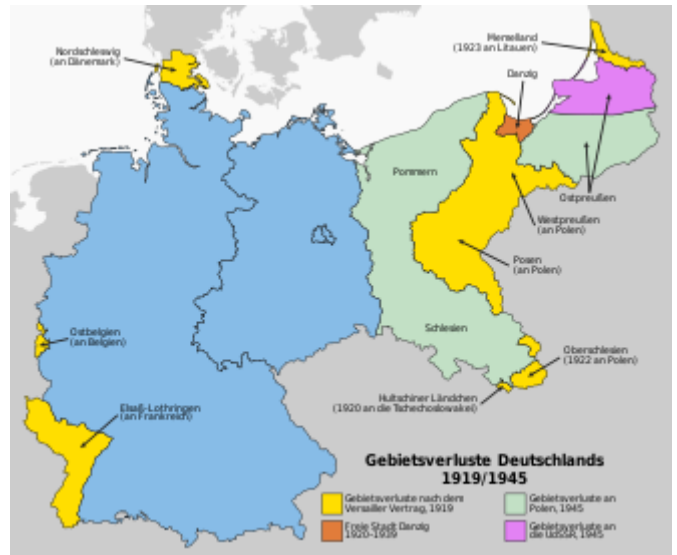 Nordschleswig
(an Dänemark)
Memelland
(1923 an Litauen)
Danzig
Pommern
Ostpreußen
Westpreußen
(an Polen)
Posen
(an Polen)
Ostbelgien
(an Belgien)
Schlesien
Oberschlesien
(1922 an Polen)
Hultschiner Ländchen
(1920 an die Tschechoslowakei)
Elsaß-Lothringen
(an Frankreich)
Gebietsverluste Deutschlands
1919/1945
Gebietsverluste nach dem
Versailler Vertrag, 1919
Freie Stadt Danzig
1920-1939
Gebietsverluste an
Polen, 1945
Gebietsverluste an
die UdSSR, 1945